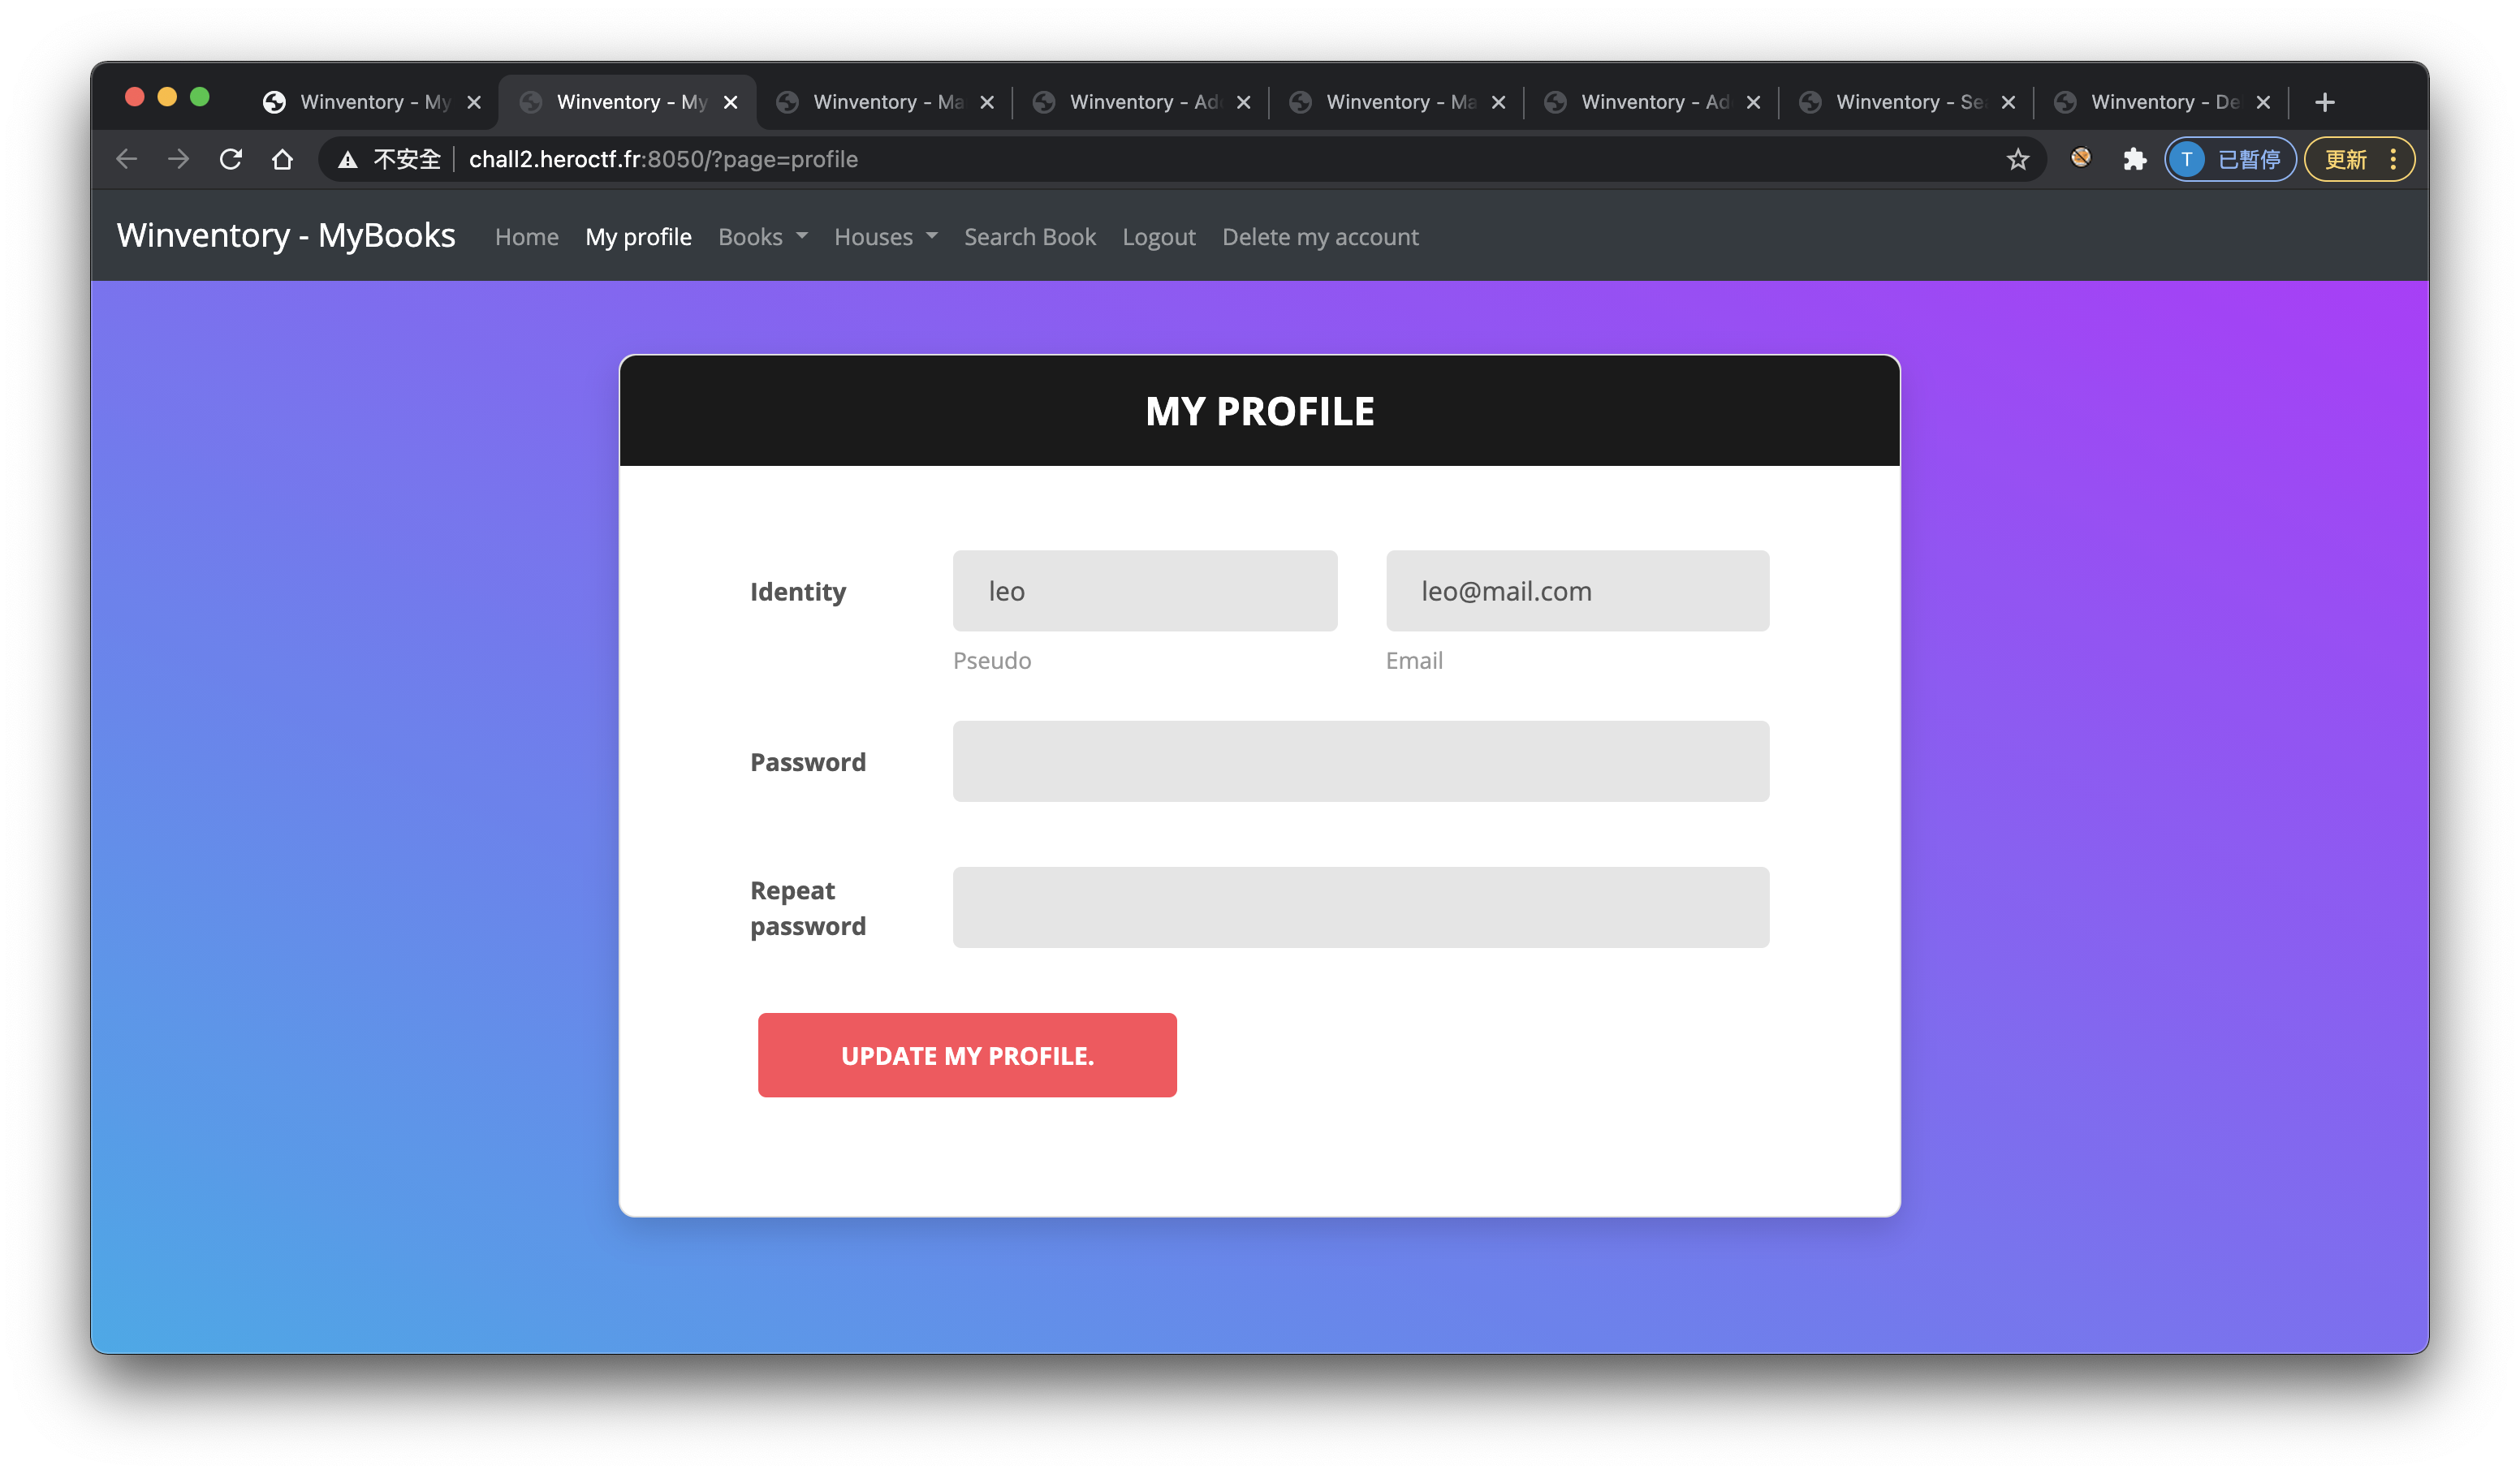 Winventory - My
Winventory - My
Winventory - Ma
Winventory - Ad
Winventory - Ma
Winventory - Ad
Winventory - Se
Winventory - De
不安全
chall2.heroctf.fr:8050/?page=profile
T 已暫停
更新
Winventory - MyBooks Home My profile Books Houses Search Book Logout Delete my account
MY PROFILE
Identity leo leo@mail.com
Pseudo Email
Password
Repeat
password
UPDATE MY PROFILE.